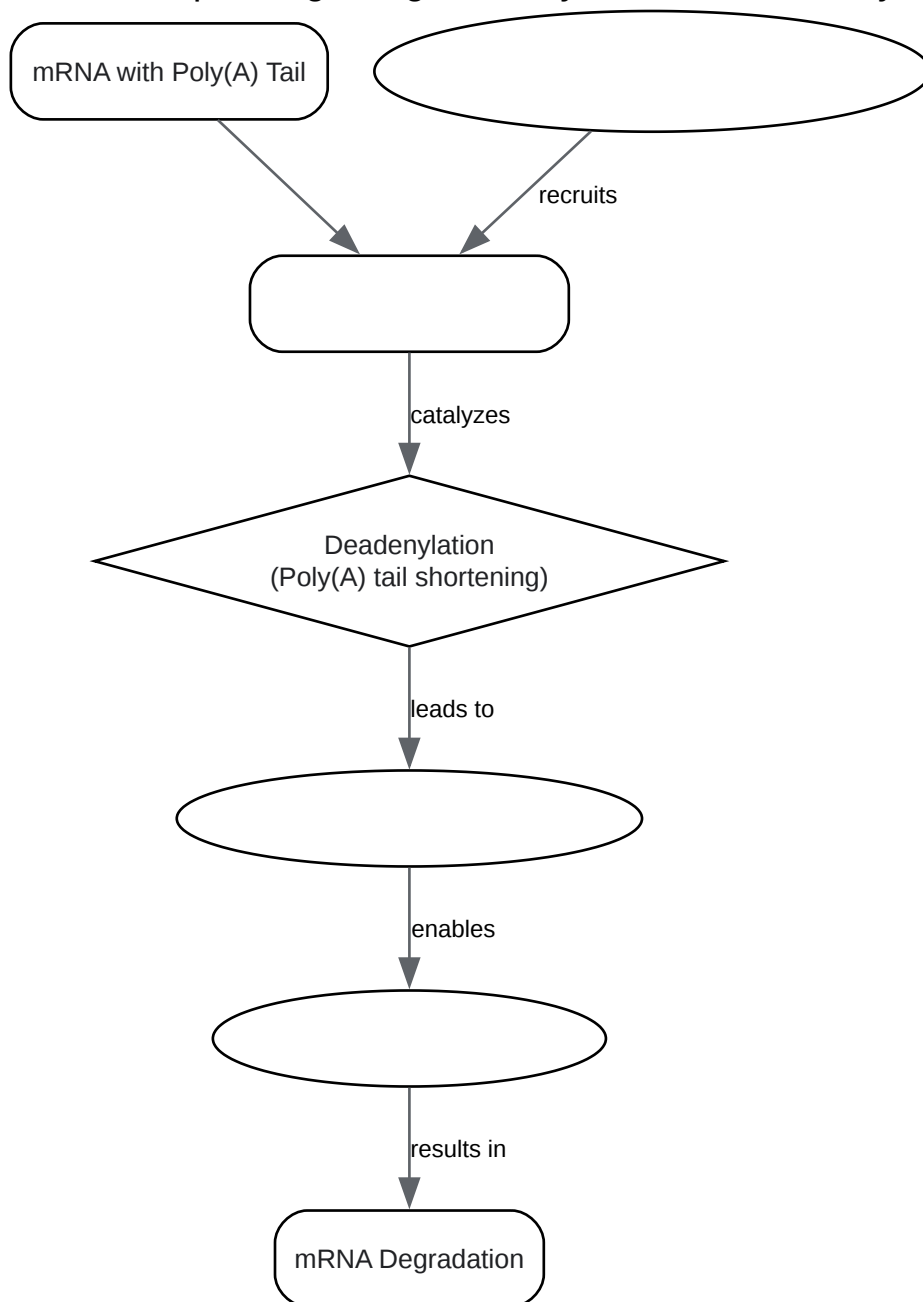 mRNA with Poly(A) Tail
recruits
catalyzes
Deadenylation
(Poly(A) tail shortening)
leads to
enables
results in
mRNA Degradation